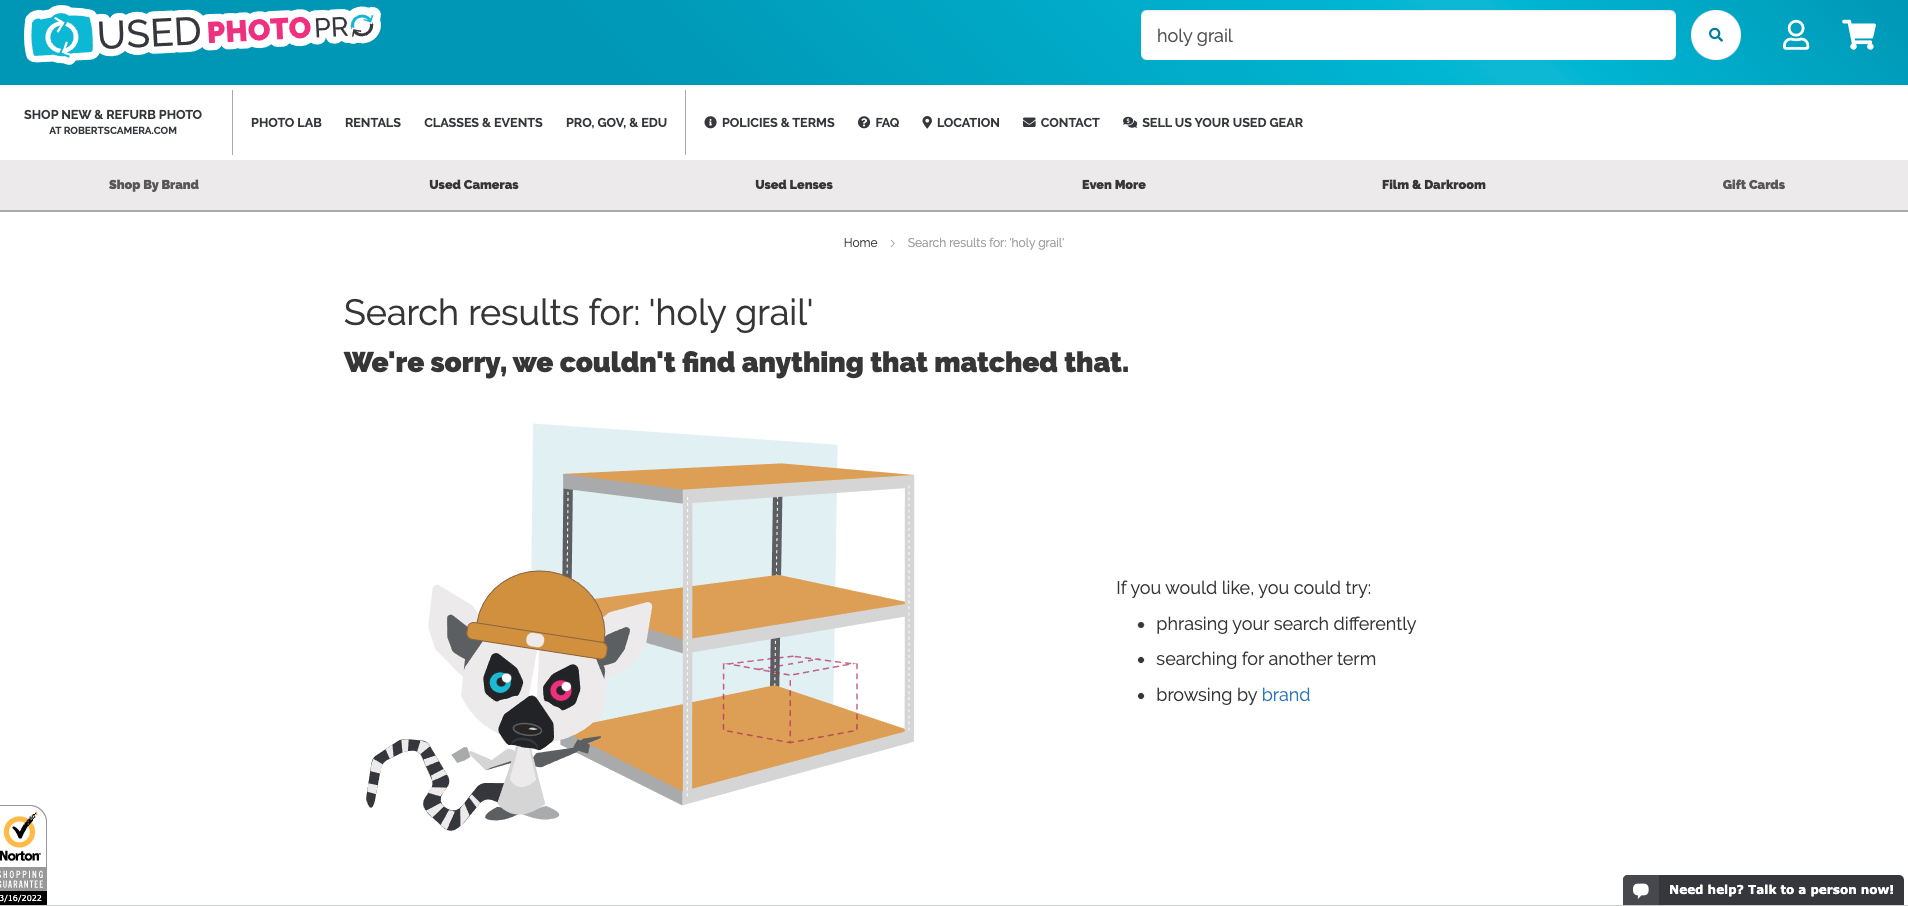 USEDPHOTOPRO
holy grail
SHOP NEW & REFURB PHOTO
AT ROBERTSCAMERA.COM
PHOTO LAB
RENTALS
CLASSES & EVENTS
PRO, GOV, & EDU
POLICIES & TERMS
FAQ
LOCATION
CONTACT
SELL US YOUR USED GEAR
Shop By Brand
Used Cameras
Used Lenses
Even More
Film & Darkroom
Gift Cards
Home
Search results for: 'holy grail'
Search results for: 'holy grail'
We're sorry, we couldn't find anything that matched that.
If you would like, you could try:
phrasing your search differently
searching for another term
browsing by brand
Norton
SHOPPING
GUARANTEE
3/16/2022
Need help? Talk to a person now!